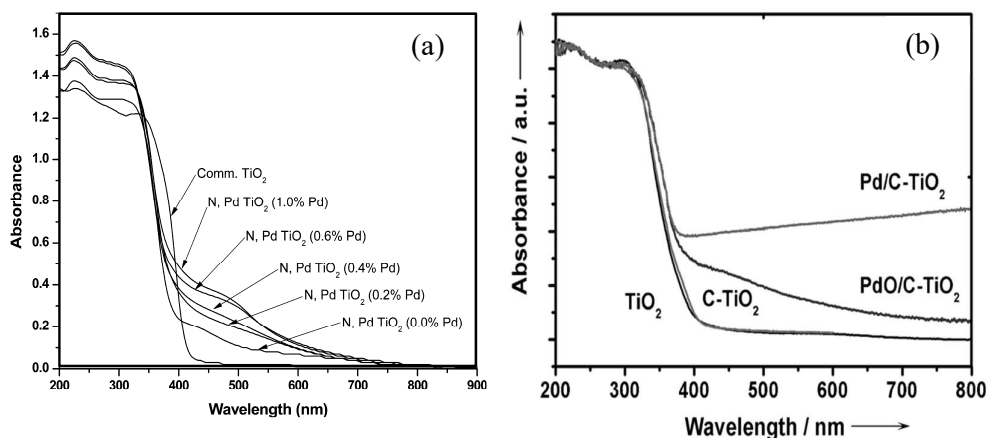 (a)
1.6
1.4
1.2
1.0
0.8
0.6
0.4
0.2
0.0
Absorbance
Comm. TiO2
N, Pd TiO2 (1.0% Pd)
N, Pd TiO2 (0.6% Pd)
N, Pd TiO2 (0.4% Pd)
N, Pd TiO2 (0.2% Pd)
N, Pd TiO2 (0.0% Pd)
200 300 400 500 600 700 800 900
Wavelength (nm)
(b)
Absorbance / a.u.
Pd/C-TiO2
PdO/C-TiO2
TiO2
C-TiO2
200 300 400 500 600 700 800
Wavelength / nm